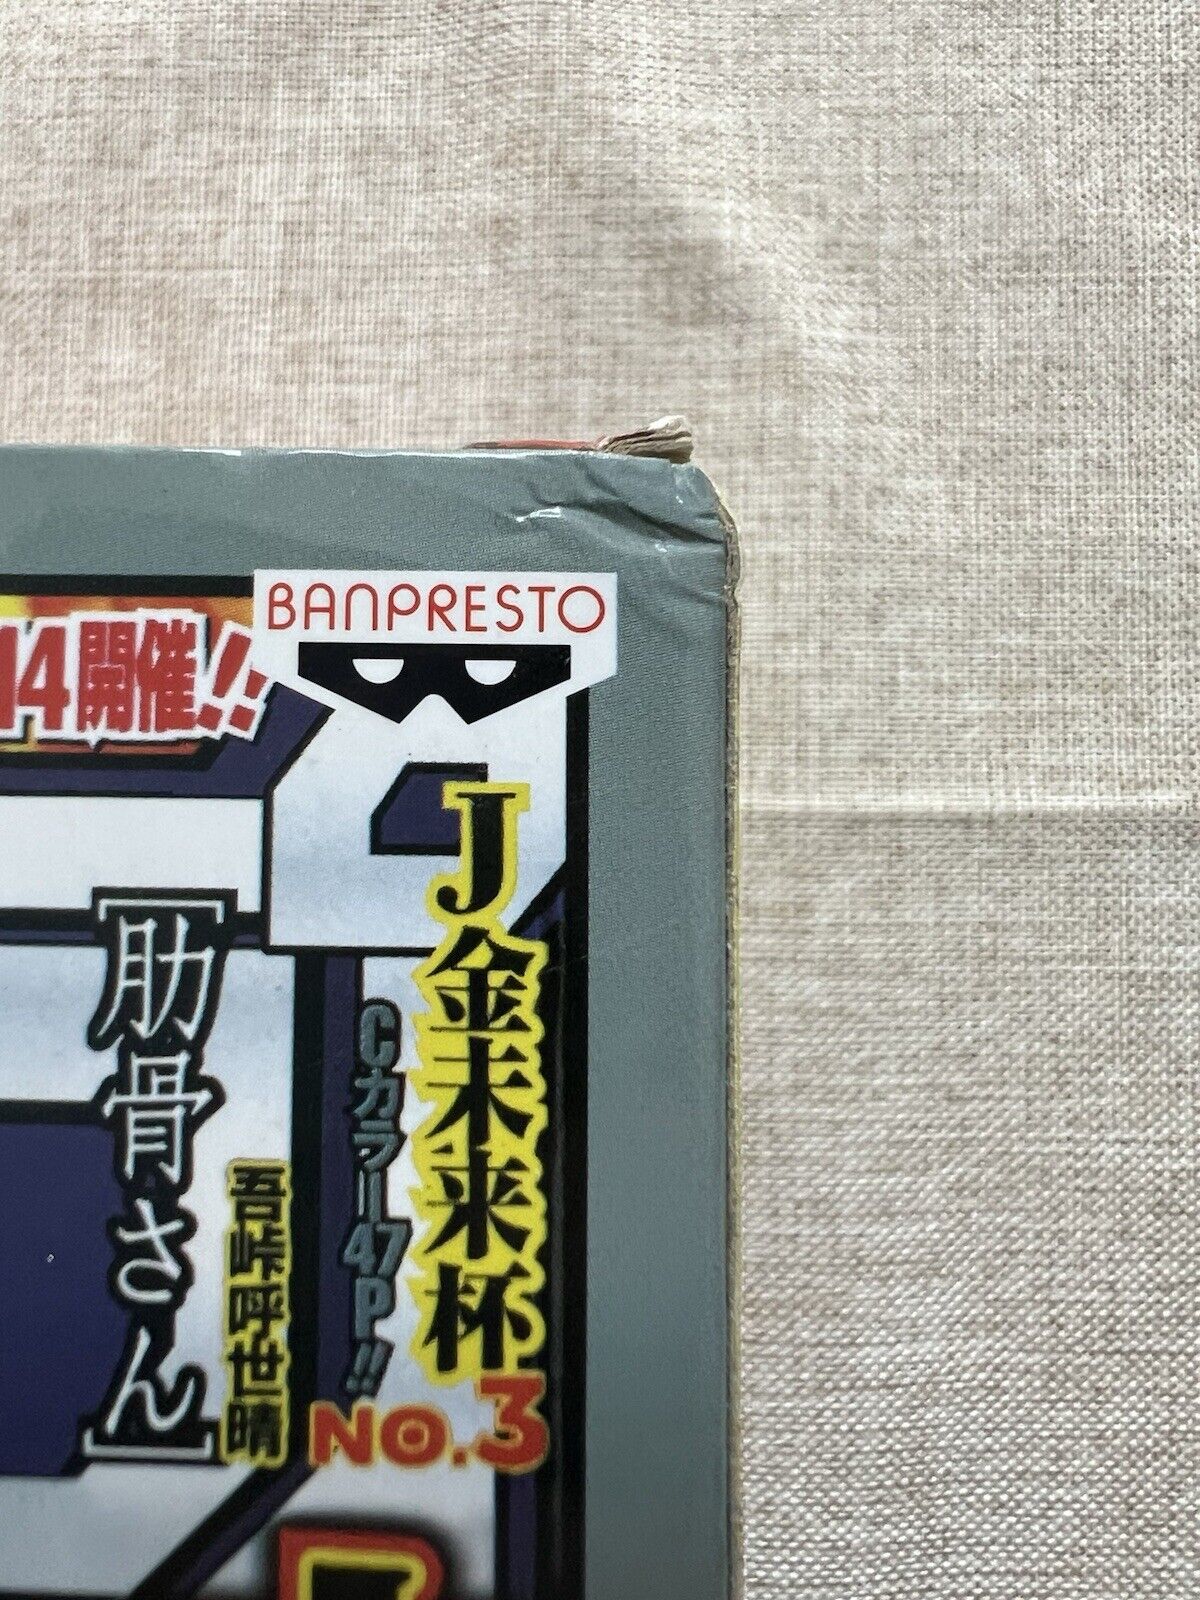 BANPRESTO
14開催!!
J金未来杯
Cカラー47P!!
NO.3
吾峠呼世晴
[肋骨さん]